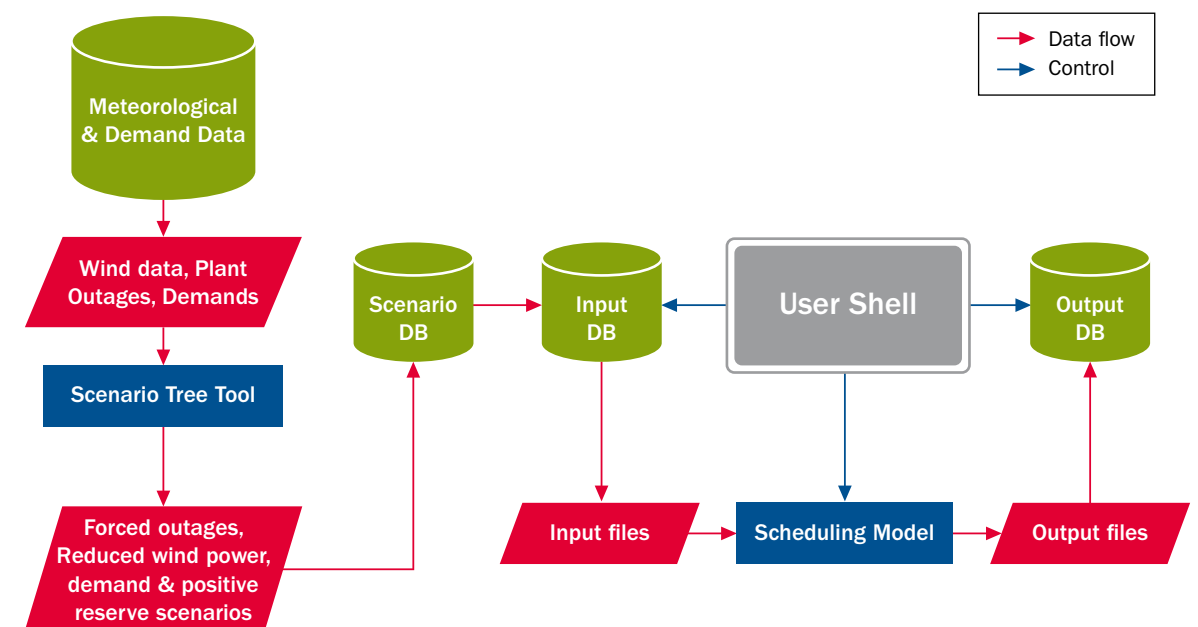 Data flow
Control
Meteorological
& Demand Data
Wind data, Plant
Outages, Demands
Scenario Tree Tool
Forced outages,
Reduced wind power,
demand & positive
reserve scenarios
Scenario
DB
Input
DB
User Shell
Output
DB
Input files
Scheduling Model
Output files